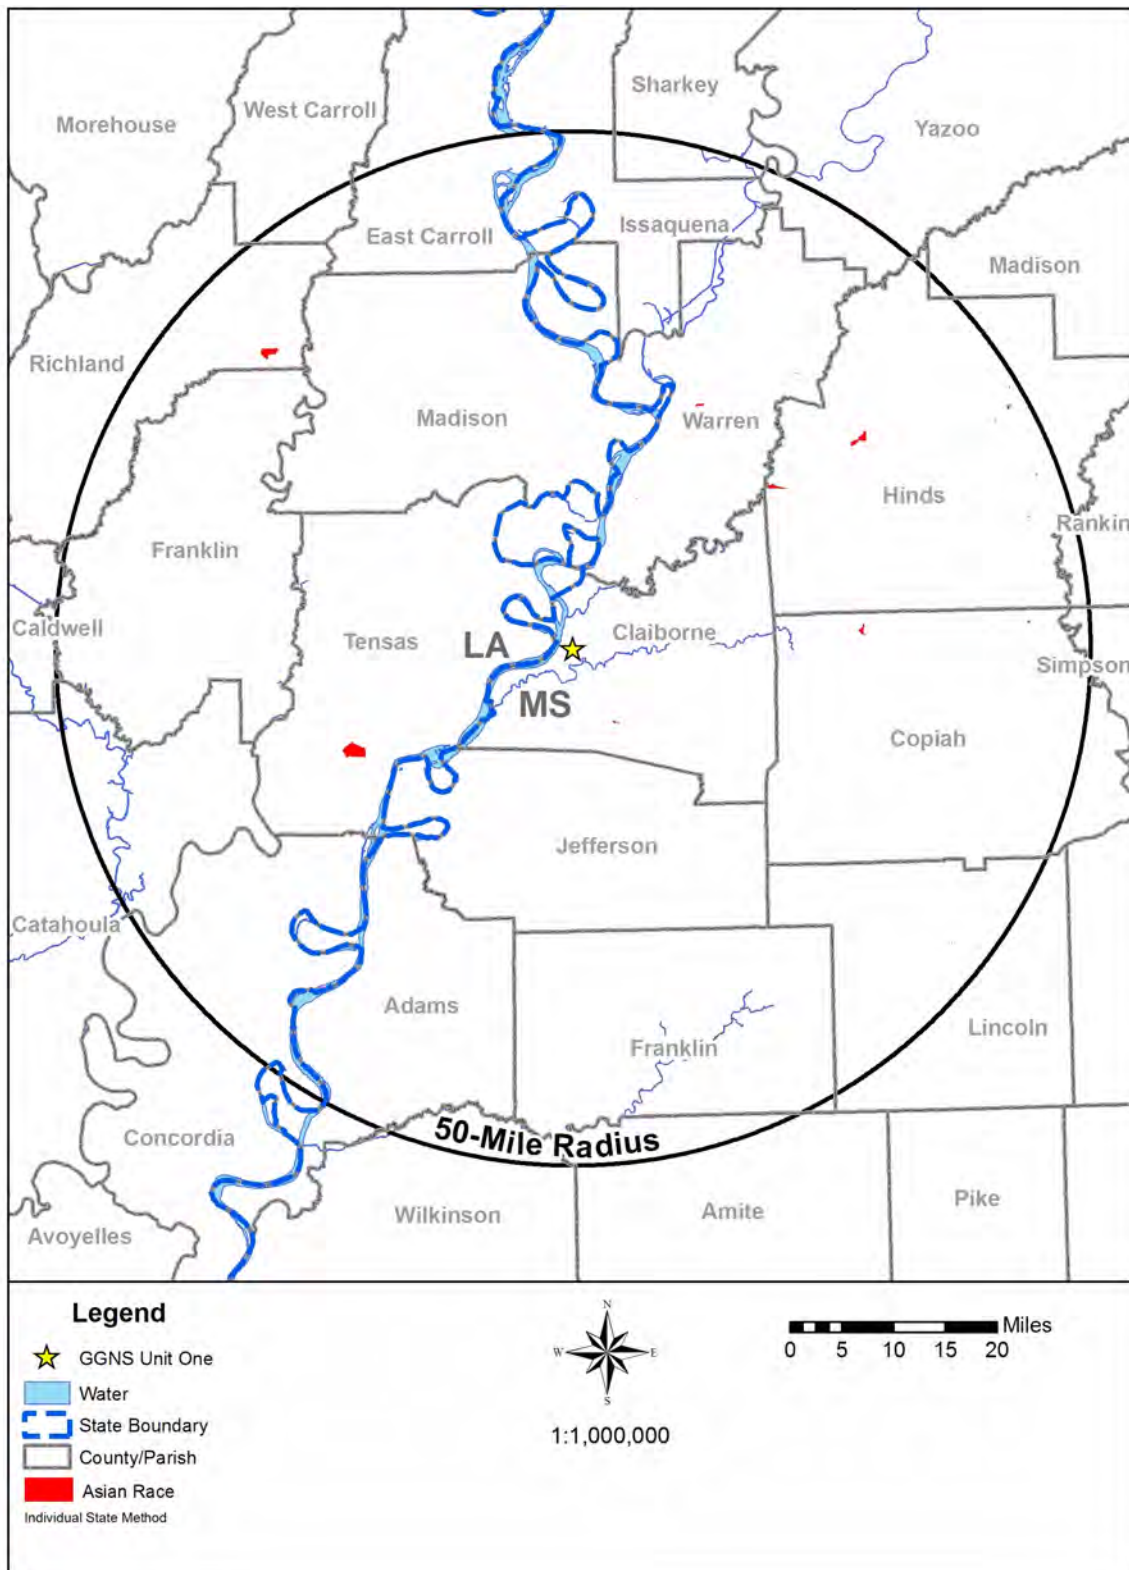 Sharkey
West Carroll
Morehouse
Yazoo
Issaquena
East Carroll
Madison
Richland
Madison
Warren
Hinds
Rankin
Franklin
Caldwell
Tensas
LA
Claiborne
Simpson
MS
Copiah
Jefferson
Catahoula
Adams
Lincoln
Franklin
Concordia
50-Mile Radius
Wilkinson
Amite
Pike
Avoyelles
Legend
GGNS Unit One
Water
State Boundary
County/Parish
Asian Race
Individual State Method
N
W E
S
1:1,000,000
Miles
0 5 10 15 20